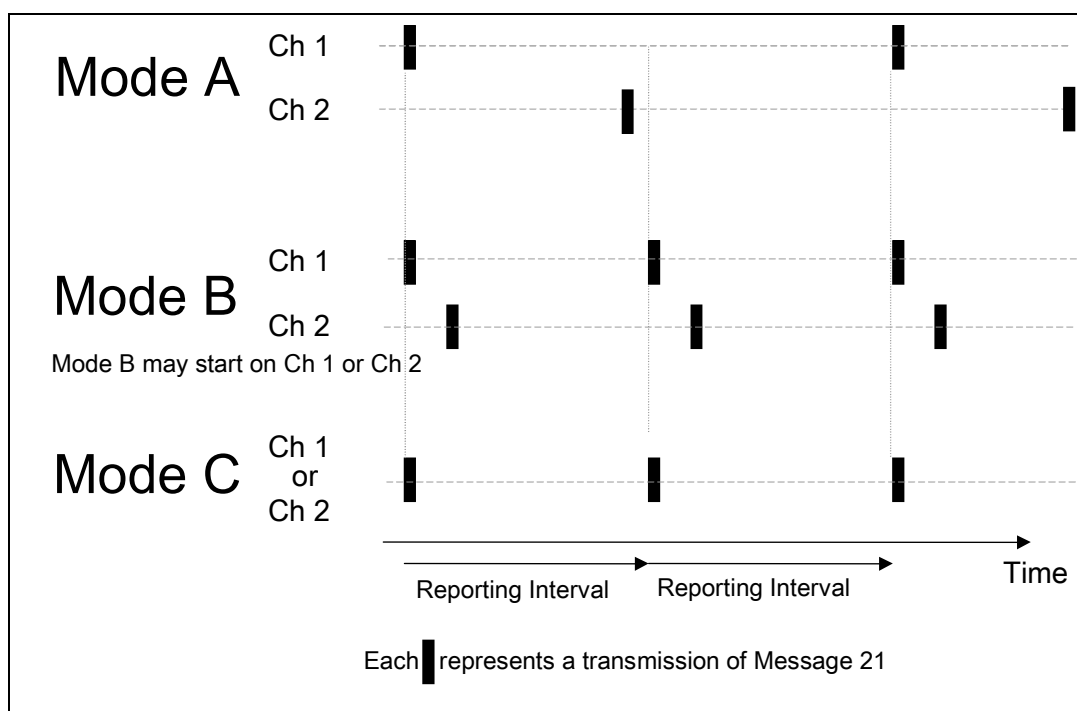 Mode A
Ch 1
Ch 2
Mode B
Ch 1
Ch 2
Mode B may start on Ch 1 or Ch 2
Mode C
Ch 1
or
Ch 2
Time
Reporting Interval
Reporting Interval
Each represents a transmission of Message 21